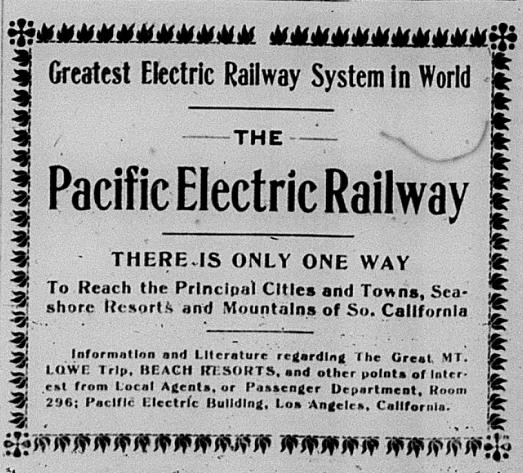 Greatest Electric Railway System in World
THE
Pacific Electric Railway
THERE IS ONLY ONE WAY
To Reach the Principal Cities and Towns, Sea-
shore Resorts and Mountains of So. California
Information and Literature regarding The Great MT.
LOWE Trip, BEACH RESORTS, and other points of inter-
est from Local Agents, or Passenger Department, Room
296; Pacific Electric Building, Los Angeles, California.